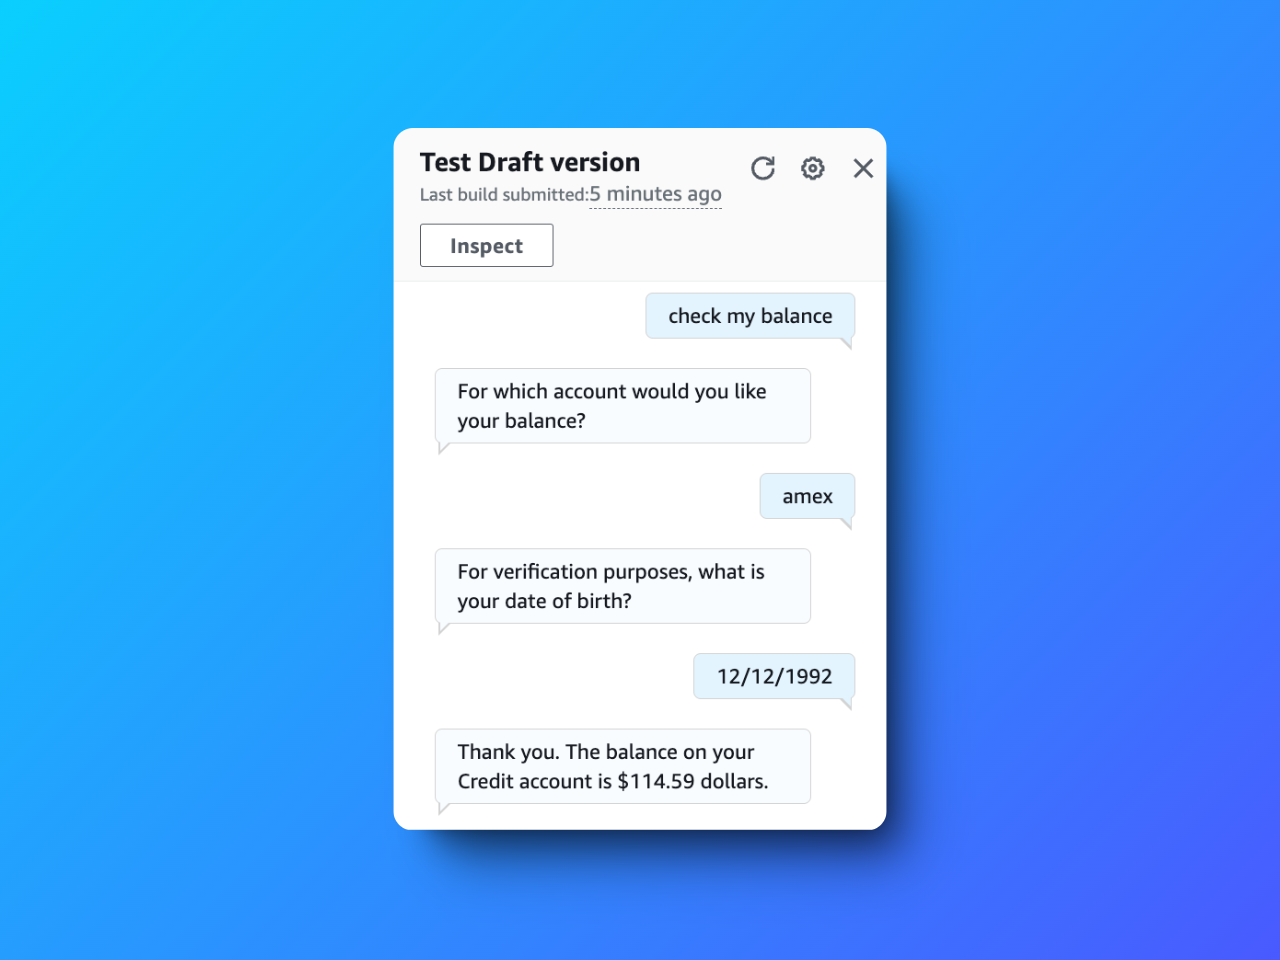 Test Draft version
Last build submitted:5 minutes ago
Inspect
check my balance
For which account would you like
your balance?
amex
For verification purposes, what is
your date of birth?
12/12/1992
Thank you. The balance on your
Credit account is $114.59 dollars.